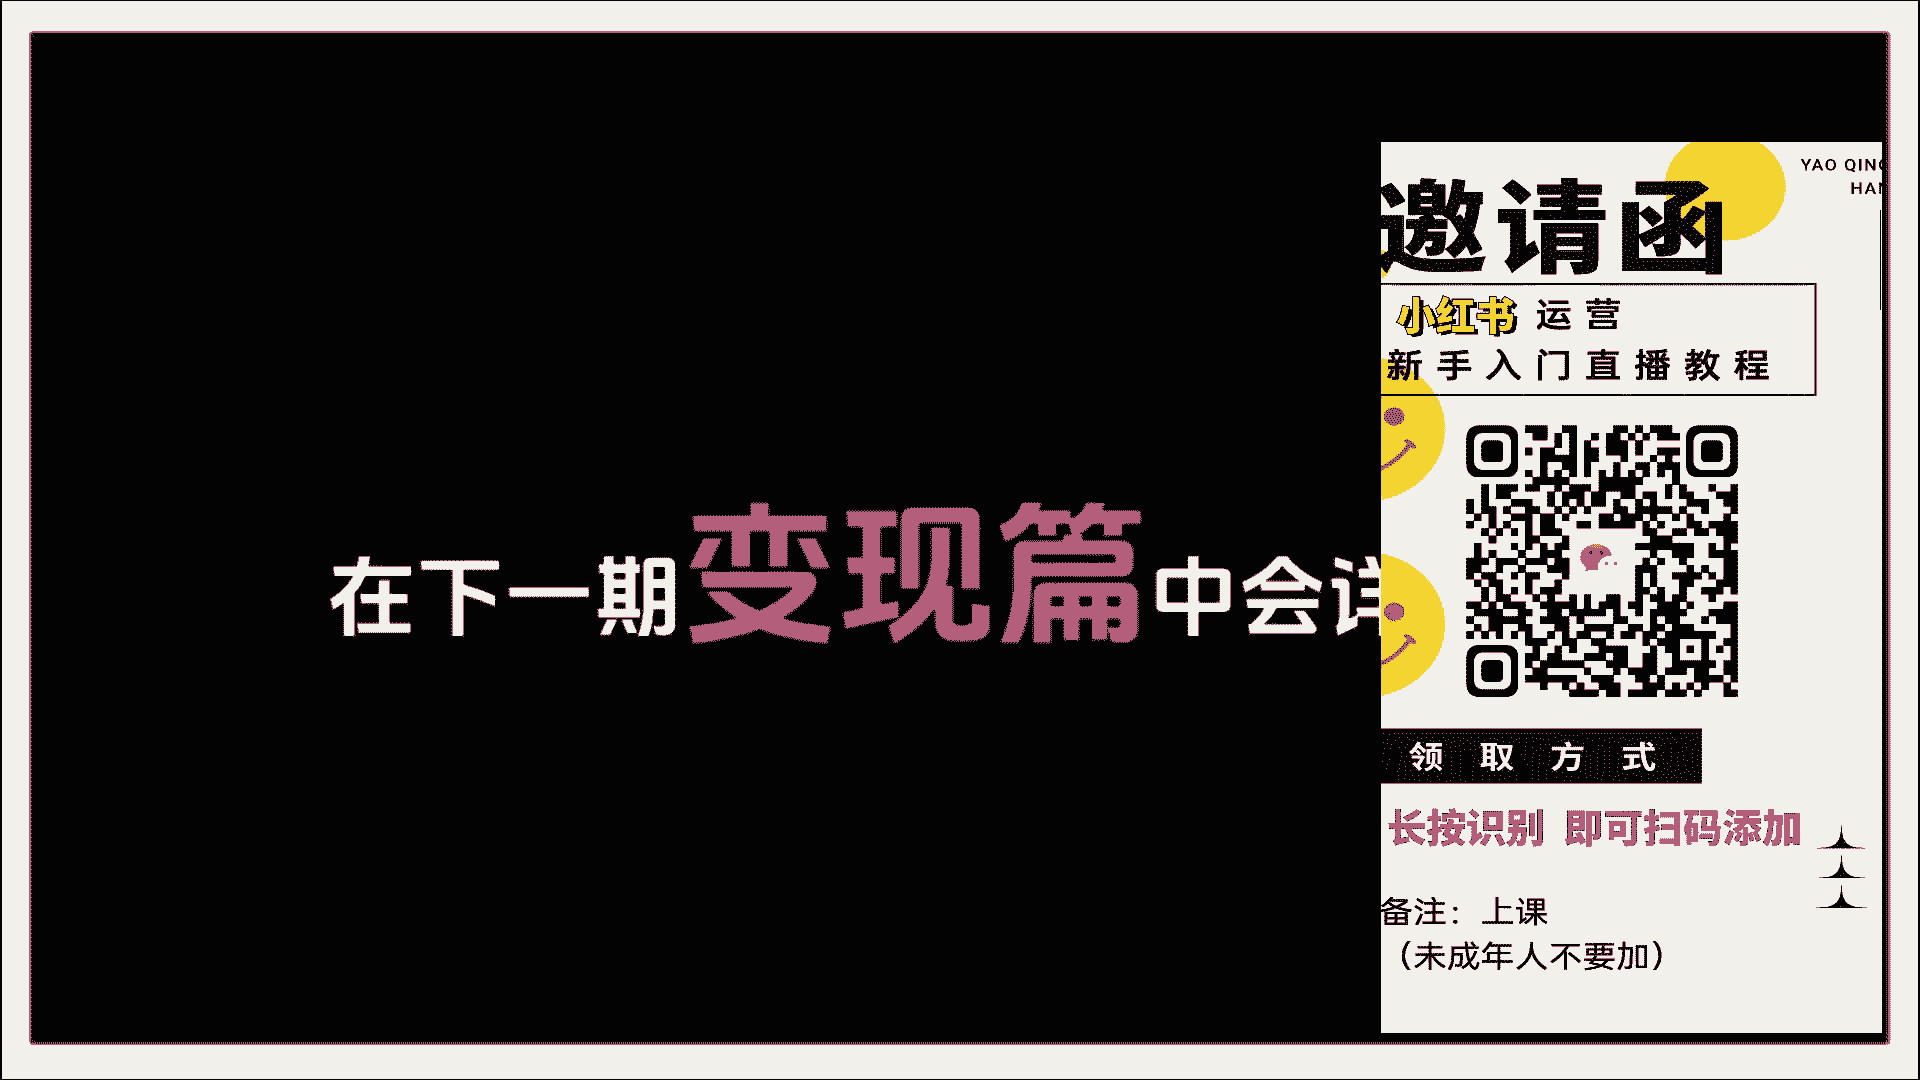 在下一期变现篇中会详
YAO QING
HAN
邀请函
小红书 运营
新手入门直播教程
领取方式
长按识别 即可扫码添加
备注：上课
（未成年人不要加）